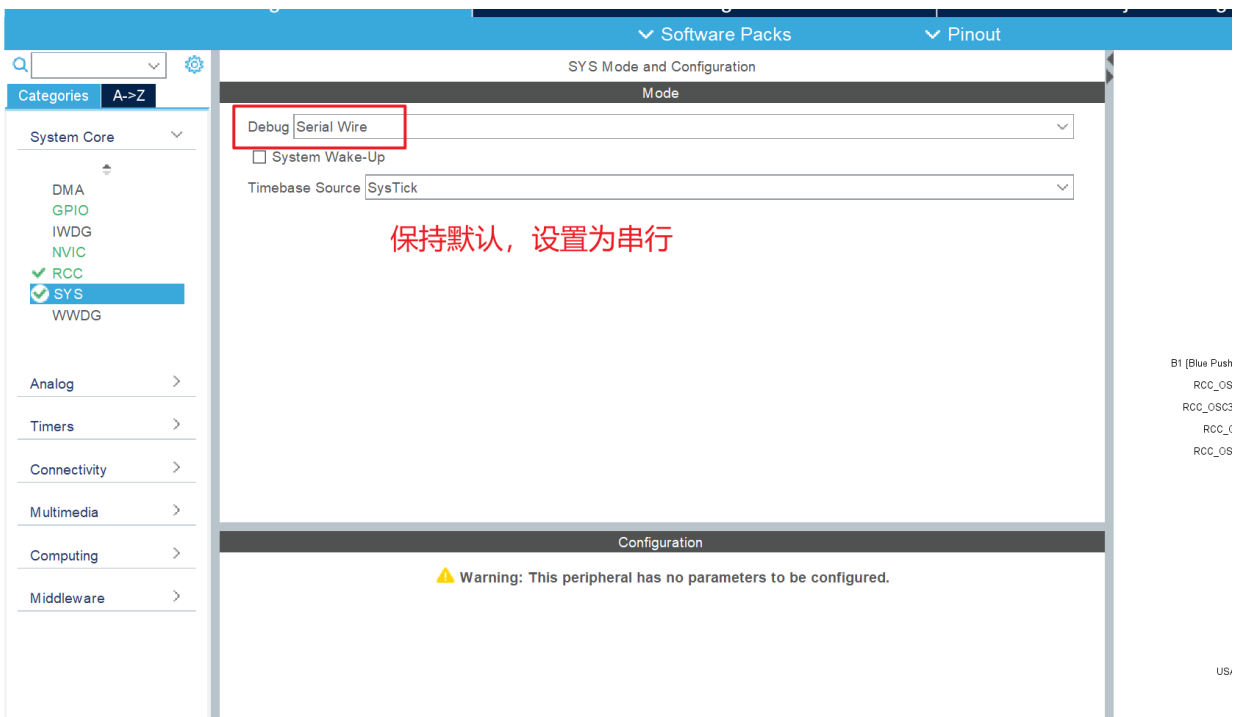 Software Packs
Pinout
SYS Mode and Configuration
Categories
A->Z
Mode
System Core
Debug Serial Wire
System Wake-Up
Timebase Source SysTick
保持默认，设置为串行
DMA
GPIO
IWDG
NVIC
RCC
SYS
WWDG
Analog
Timers
Connectivity
Multimedia
Computing
Middleware
Configuration
Warning: This peripheral has no parameters to be configured.
B1 [Blue Push
RCC_OS
RCC_OSC3
RCC_
RCC_OS